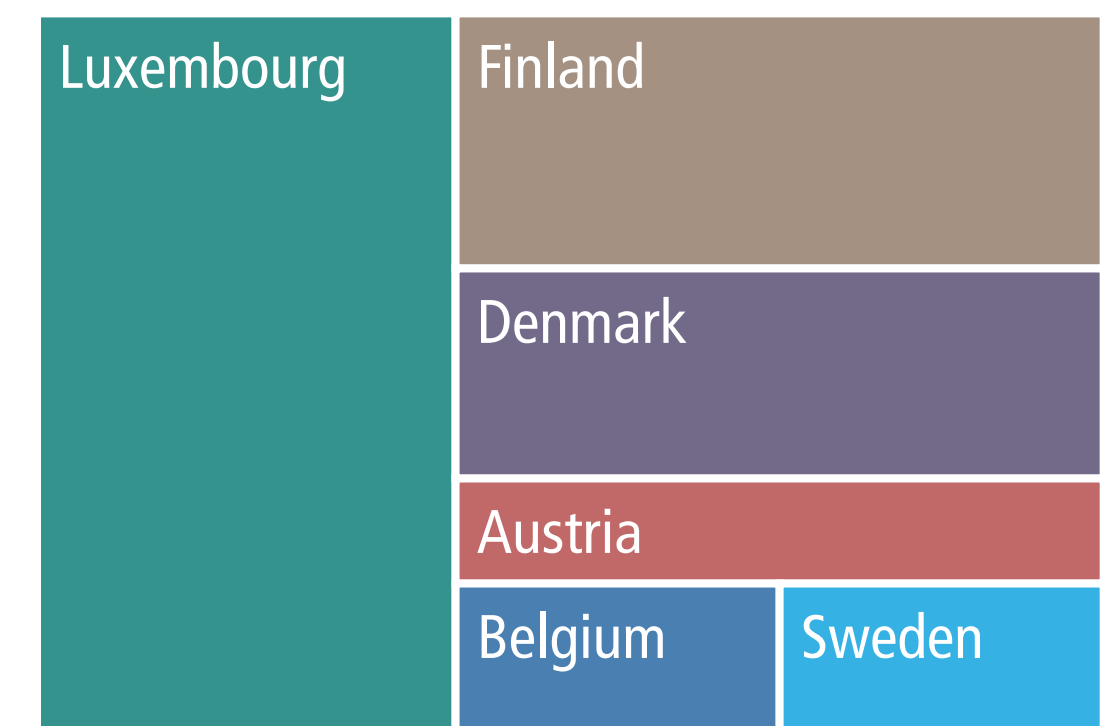 Luxembourg
Finland
Denmark
Austria
Belgium
Sweden